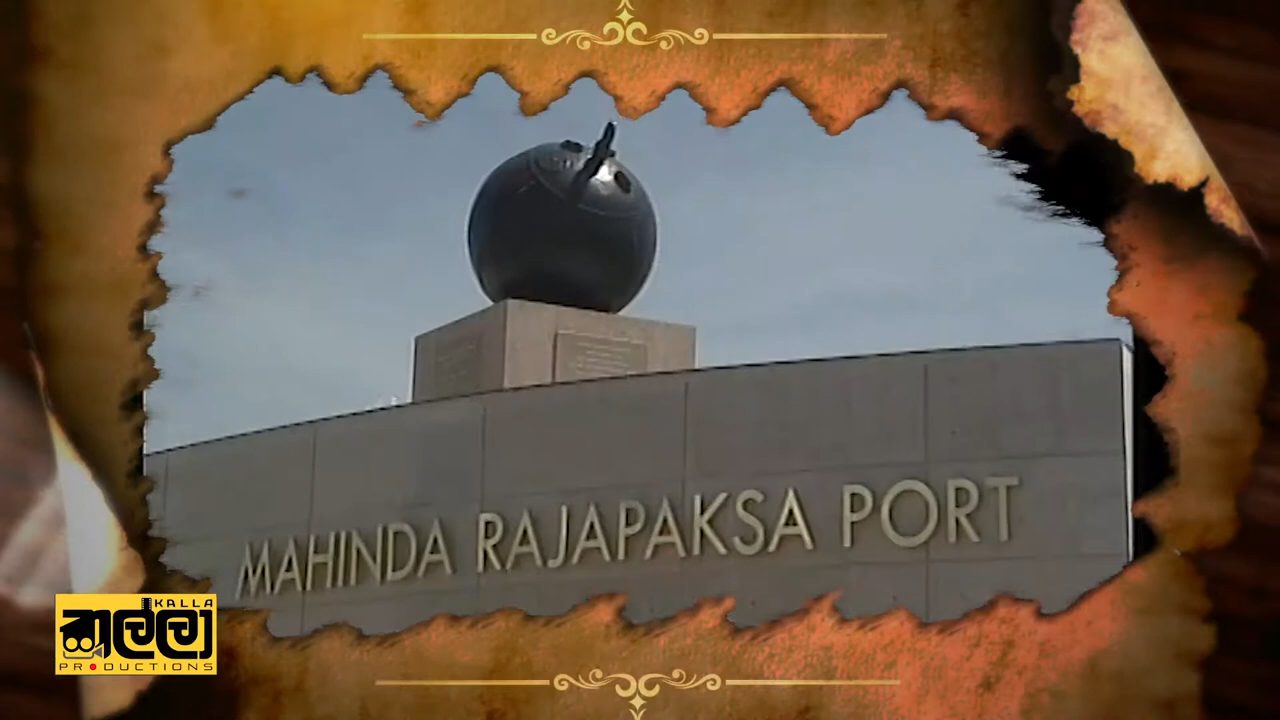 MAHINDA RAJAPAKSA PORT
KALLA
කල්ලා
PRODUCTIONS